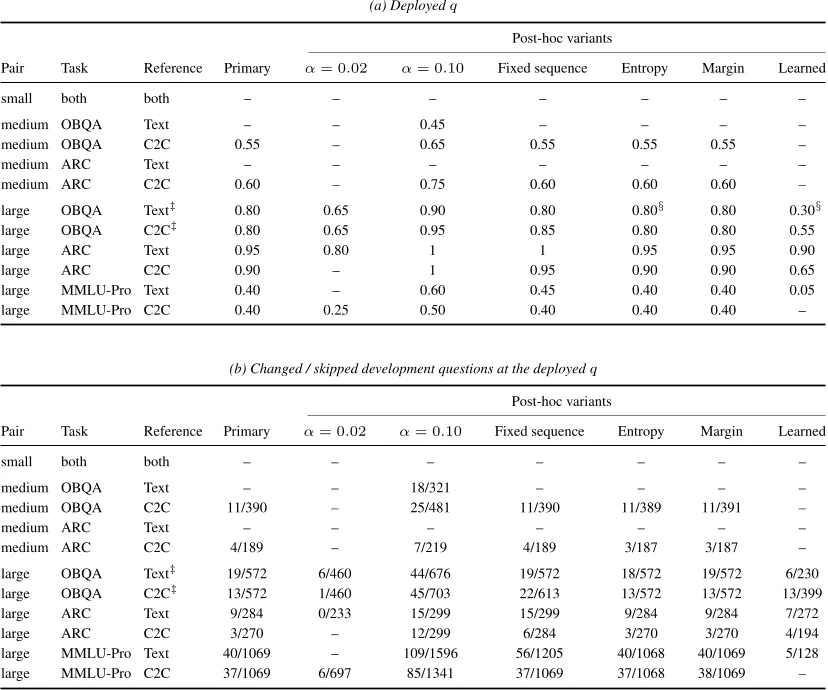 (a) Deployed q
Post-hoc variants
Pair Task Reference Primary α = 0.02 α = 0.10 Fixed sequence Entropy Margin Learned
small both both – – – – – – –
medium OBQA Text – – 0.45 – – – –
medium OBQA C2C 0.55 – 0.65 0.55 0.55 0.55 –
medium ARC Text – – – – – – –
medium ARC C2C 0.60 – 0.75 0.60 0.60 0.60 –
large OBQA Text‡ 0.80 0.65 0.90 0.80 0.80§ 0.80 0.30§
large OBQA C2C‡ 0.80 0.65 0.95 0.85 0.80 0.80 0.55
large ARC Text 0.95 0.80 1 1 0.95 0.95 0.90
large ARC C2C 0.90 – 1 0.95 0.90 0.90 0.65
large MMLU-Pro Text 0.40 – 0.60 0.45 0.40 0.40 0.05
large MMLU-Pro C2C 0.40 0.25 0.50 0.40 0.40 0.40 –
(b) Changed / skipped development questions at the deployed q
Post-hoc variants
Pair Task Reference Primary α = 0.02 α = 0.10 Fixed sequence Entropy Margin Learned
small both both – – – – – – –
medium OBQA Text – – 18/321 – – – –
medium OBQA C2C 11/390 – 25/481 11/390 11/389 11/391 –
medium ARC Text – – – – – – –
medium ARC C2C 4/189 – 7/219 4/189 3/187 3/187 –
large OBQA Text‡ 19/572 6/460 44/676 19/572 18/572 19/572 6/230
large OBQA C2C‡ 13/572 1/460 45/703 22/613 13/572 13/572 13/399
large ARC Text 9/284 0/233 15/299 15/299 9/284 9/284 7/272
large ARC C2C 3/270 – 12/299 6/284 3/270 3/270 4/194
large MMLU-Pro Text 40/1069 – 109/1596 56/1205 40/1068 40/1069 5/128
large MMLU-Pro C2C 37/1069 6/697 85/1341 37/1069 37/1068 38/1069 –